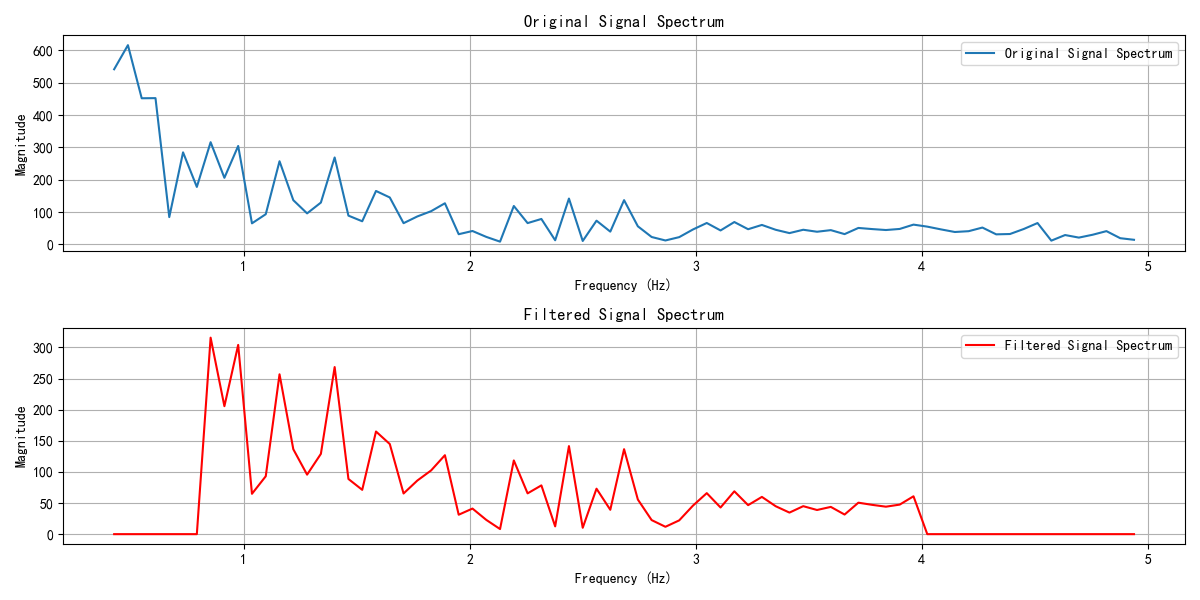 Original Signal Spectrum
Magnitude
600
500
400
300
200
100
0
Original Signal Spectrum
1 2 3 4 5
Frequency (Hz)
Filtered Signal Spectrum
Magnitude
300
250
200
150
100
50
0
Filtered Signal Spectrum
1 2 3 4 5
Frequency (Hz)